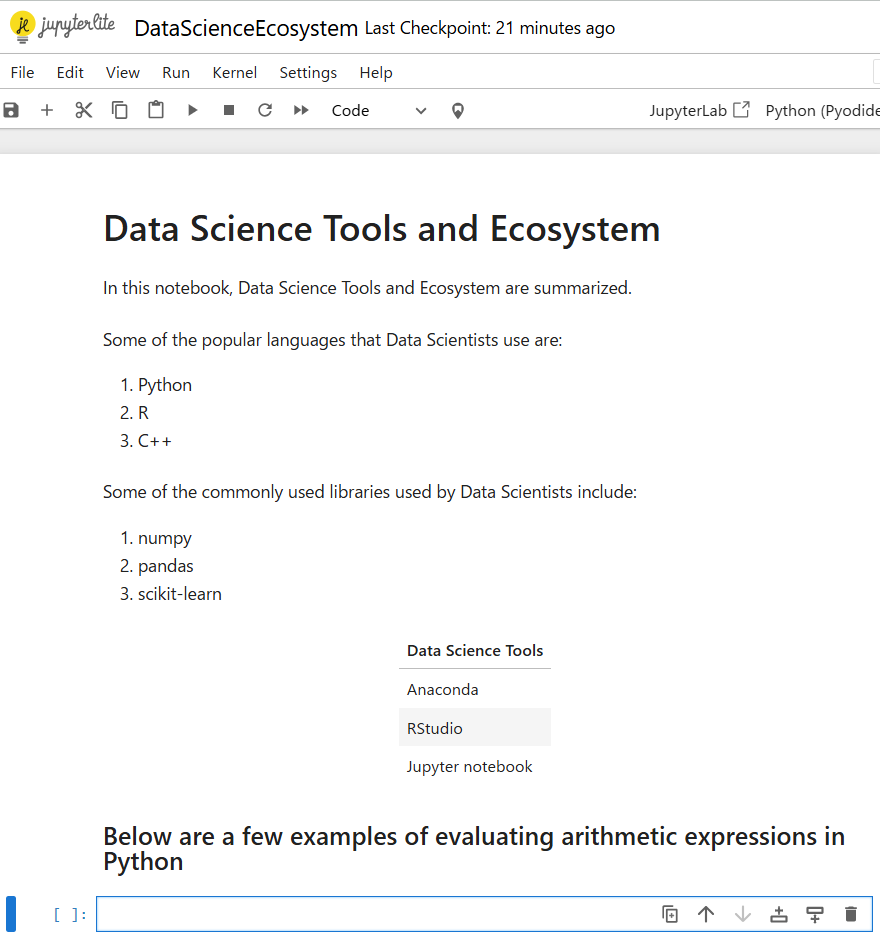 jupyterlite DataScienceEcosystem Last Checkpoint: 21 minutes ago
File Edit View Run Kernel Settings Help
Code JupyterLab Python (Pyodide
Data Science Tools and Ecosystem
In this notebook, Data Science Tools and Ecosystem are summarized.
Some of the popular languages that Data Scientists use are:
1. Python
2. R
3. C++
Some of the commonly used libraries used by Data Scientists include:
1. numpy
2. pandas
3. scikit-learn
Data Science Tools
Anaconda
RStudio
Jupyter notebook
Below are a few examples of evaluating arithmetic expressions in
Python
[ ]: